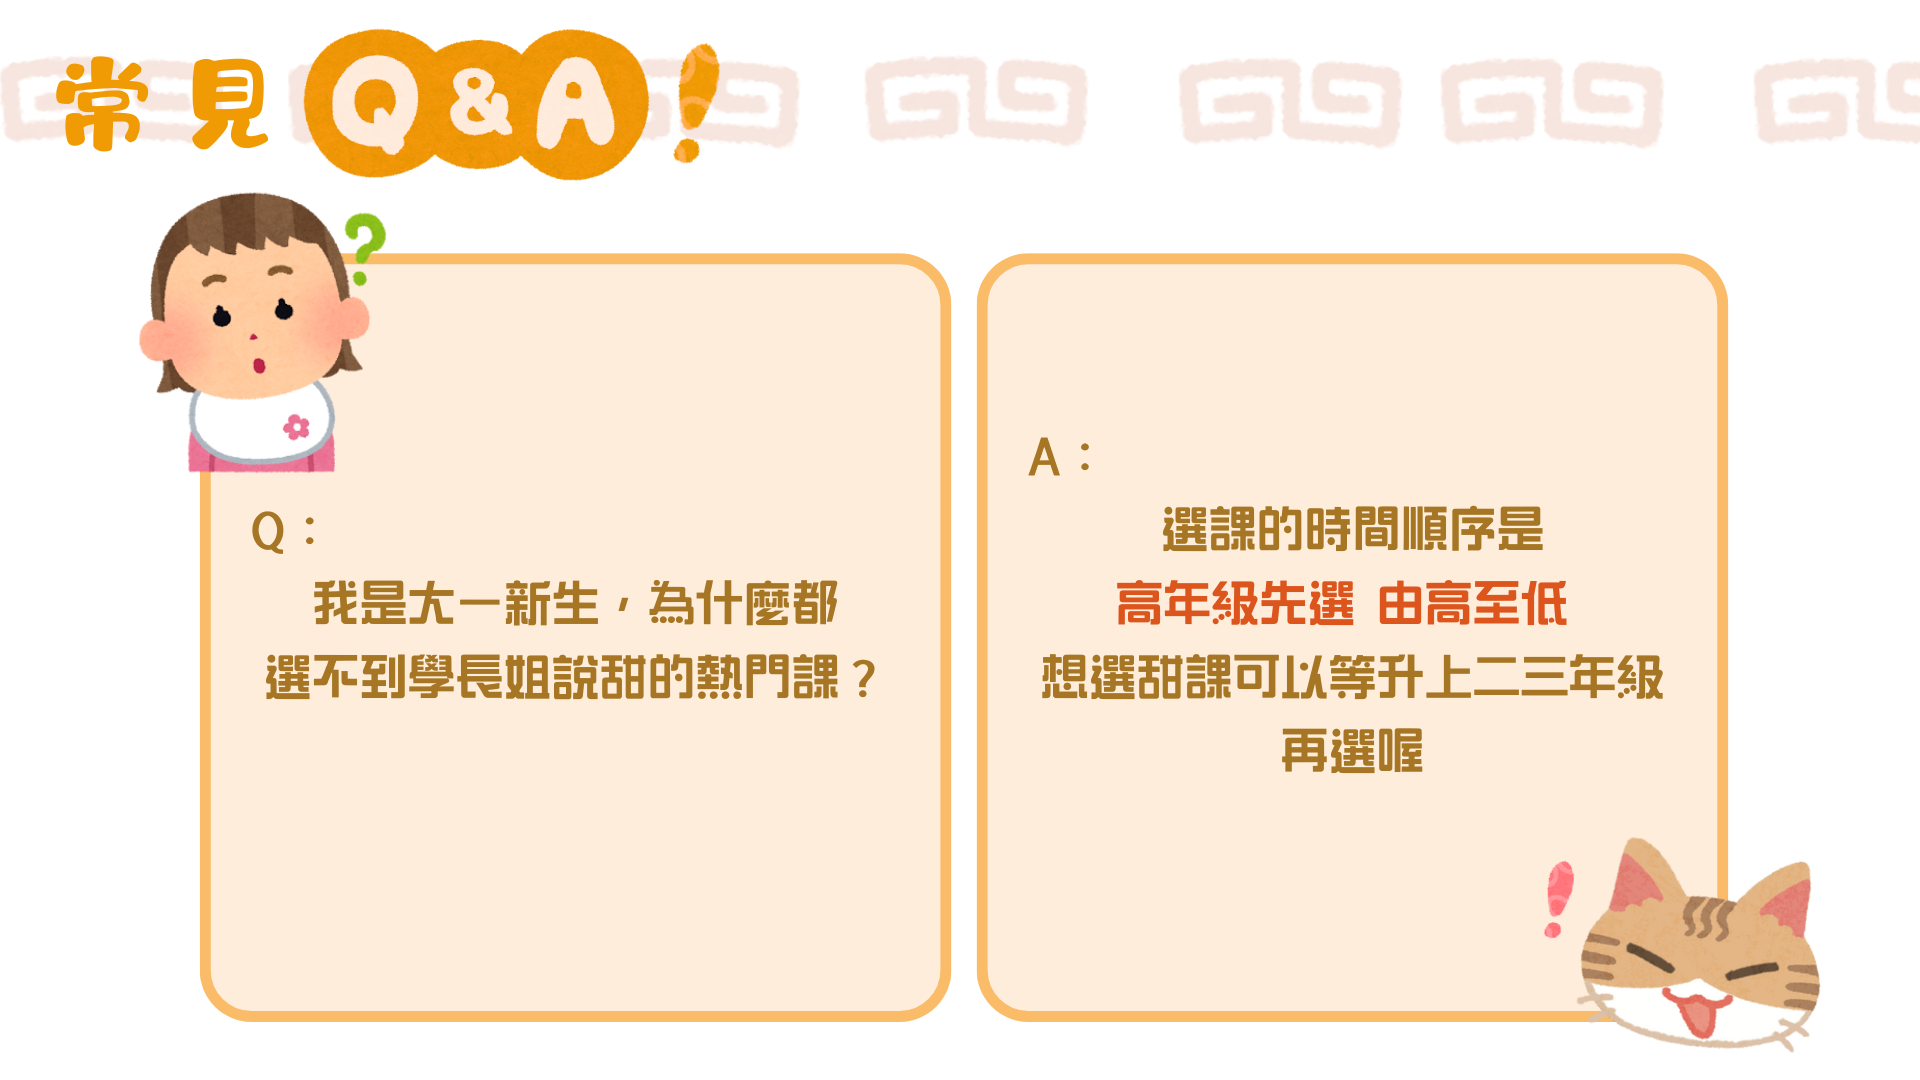 常見Q&A!
?
Q：
我是大一新生，為什麼都
選不到學長姐說甜的熱門課？
A：
選課的時間順序是
高年級先選 由高至低
想選甜課可以等升上二三年級
再選喔
!